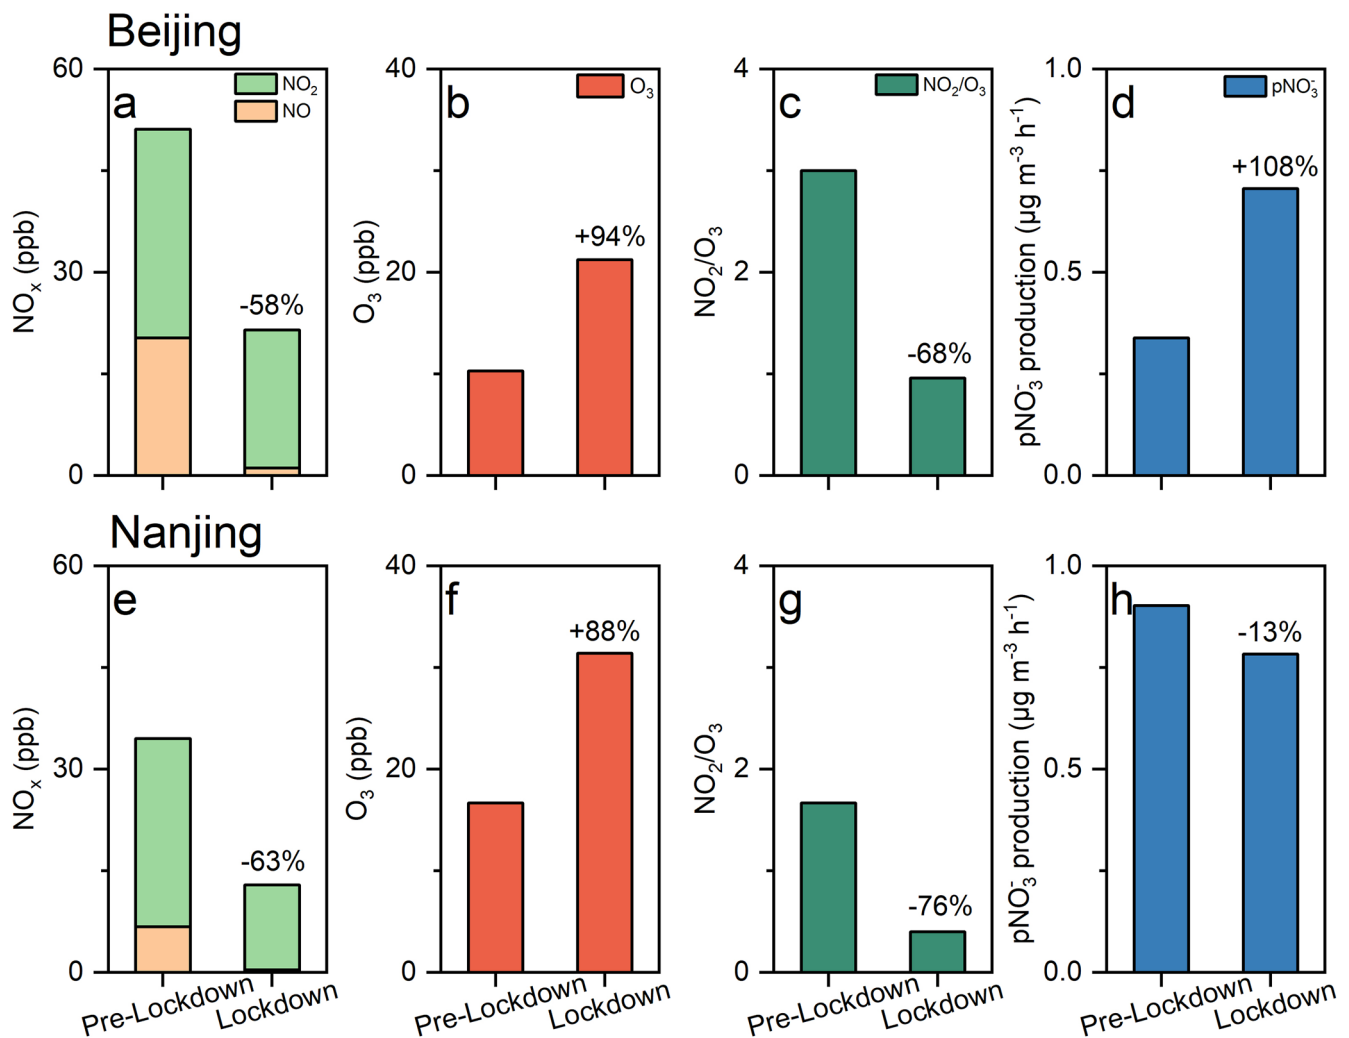 Beijing
a
NO₂
NO
60
30
0
NOₓ (ppb)
-58%
b
O₃
40
20
0
O₃ (ppb)
+94%
c
NO₂/O₃
4
2
0
NO₂/O₃
-68%
d
pNO₃⁻
1.0
0.5
0.0
pNO₃⁻ production (µg m⁻³ h⁻¹)
+108%
Nanjing
e
60
30
0
NOₓ (ppb)
-63%
Pre-Lockdown
Lockdown
f
40
20
0
O₃ (ppb)
+88%
Pre-Lockdown
Lockdown
g
4
2
0
NO₂/O₃
-76%
Pre-Lockdown
Lockdown
h
1.0
0.5
0.0
pNO₃⁻ production (µg m⁻³ h⁻¹)
-13%
Pre-Lockdown
Lockdown